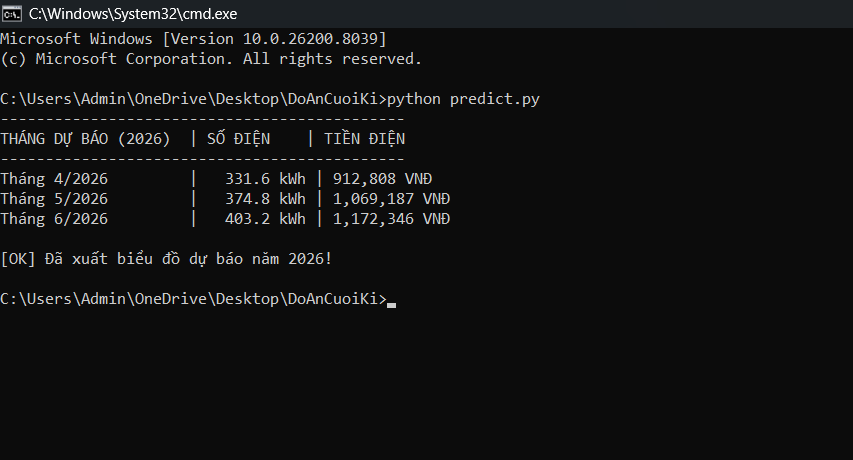 C:\Windows\System32\cmd.exe
Microsoft Windows [Version 10.0.26200.8039]
(c) Microsoft Corporation. All rights reserved.
C:\Users\Admin\OneDrive\Desktop\DoAnCuoiKi>python predict.py
---------------------------------------------
THÁNG DỰ BÁO (2026)  | SỐ ĐIỆN    | TIỀN ĐIỆN
---------------------------------------------
Tháng 4/2026         |   331.6 kWh | 912,808 VNĐ
Tháng 5/2026         |   374.8 kWh | 1,069,187 VNĐ
Tháng 6/2026         |   403.2 kWh | 1,172,346 VNĐ
[OK] Đã xuất biểu đồ dự báo năm 2026!
C:\Users\Admin\OneDrive\Desktop\DoAnCuoiKi>